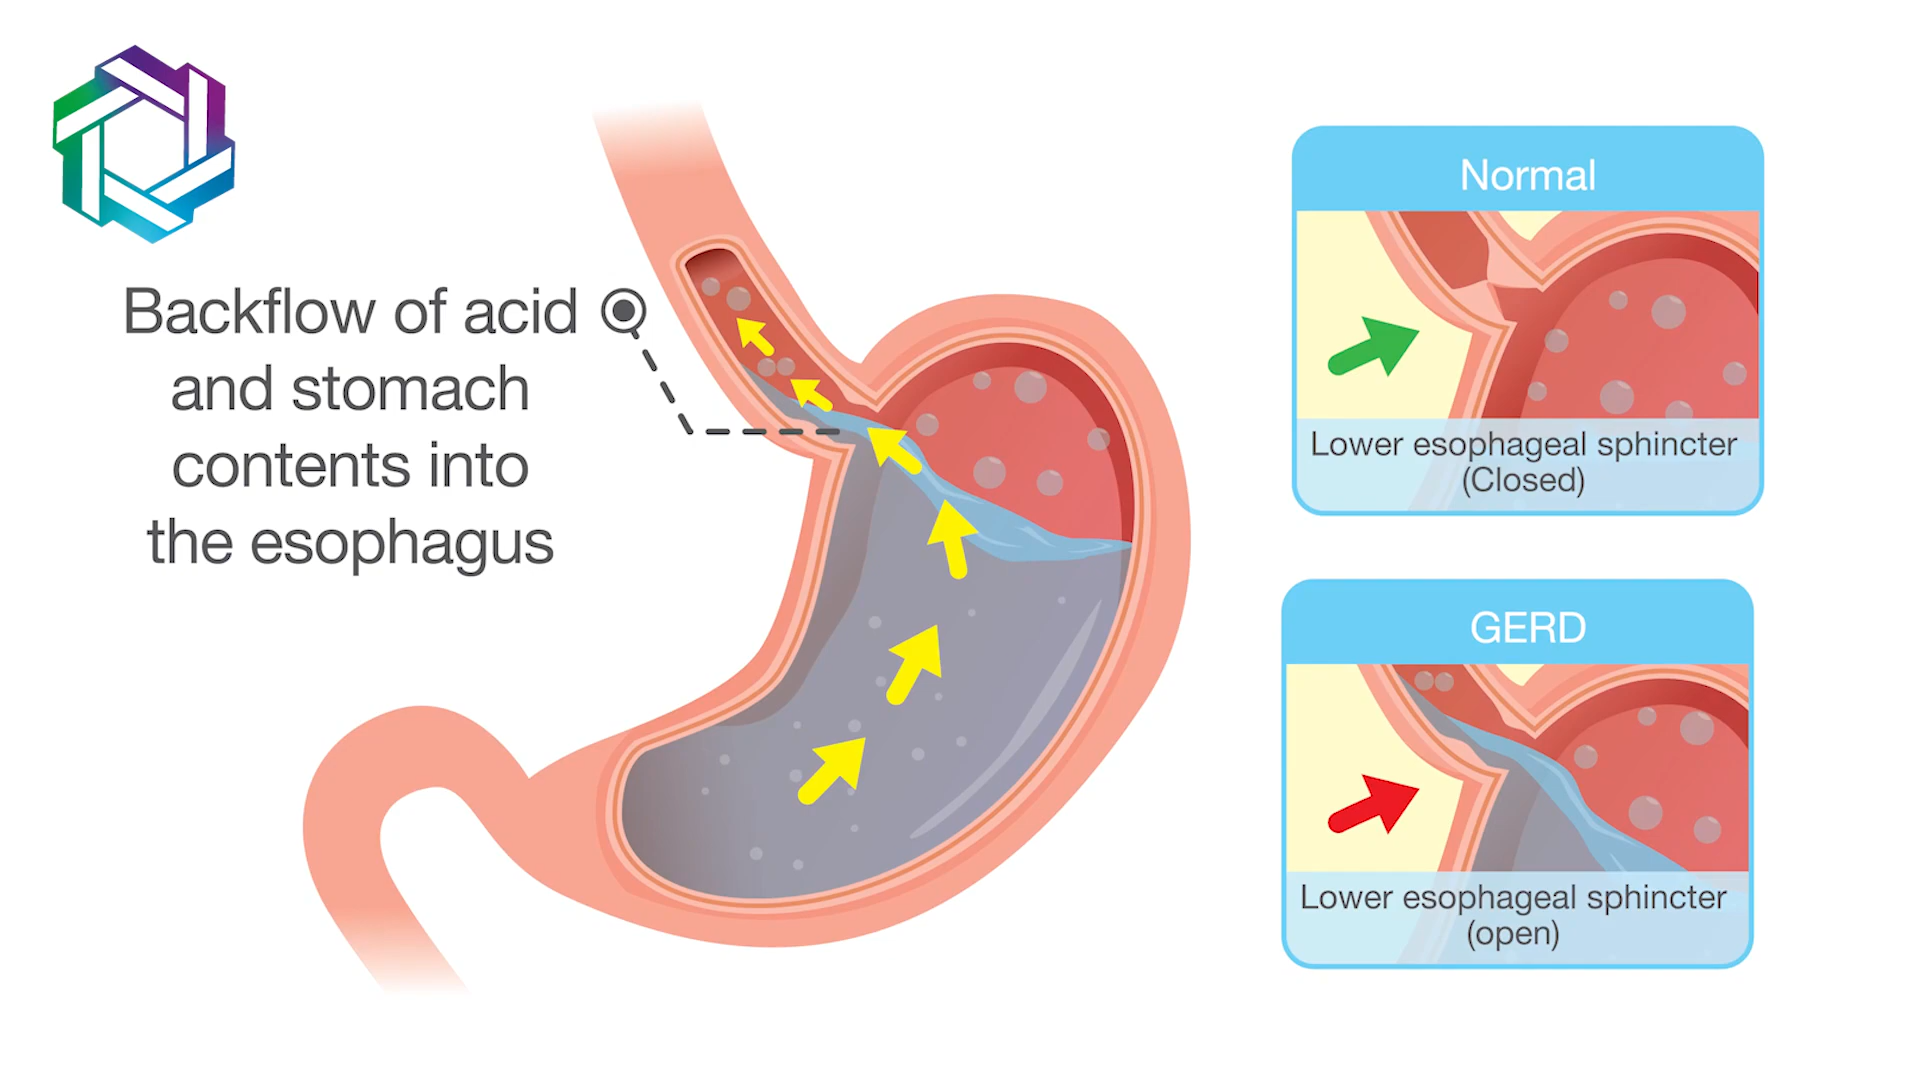 Backflow of acid
and stomach
contents into
the esophagus
Normal
Lower esophageal sphincter
(Closed)
GERD
Lower esophageal sphincter
(open)